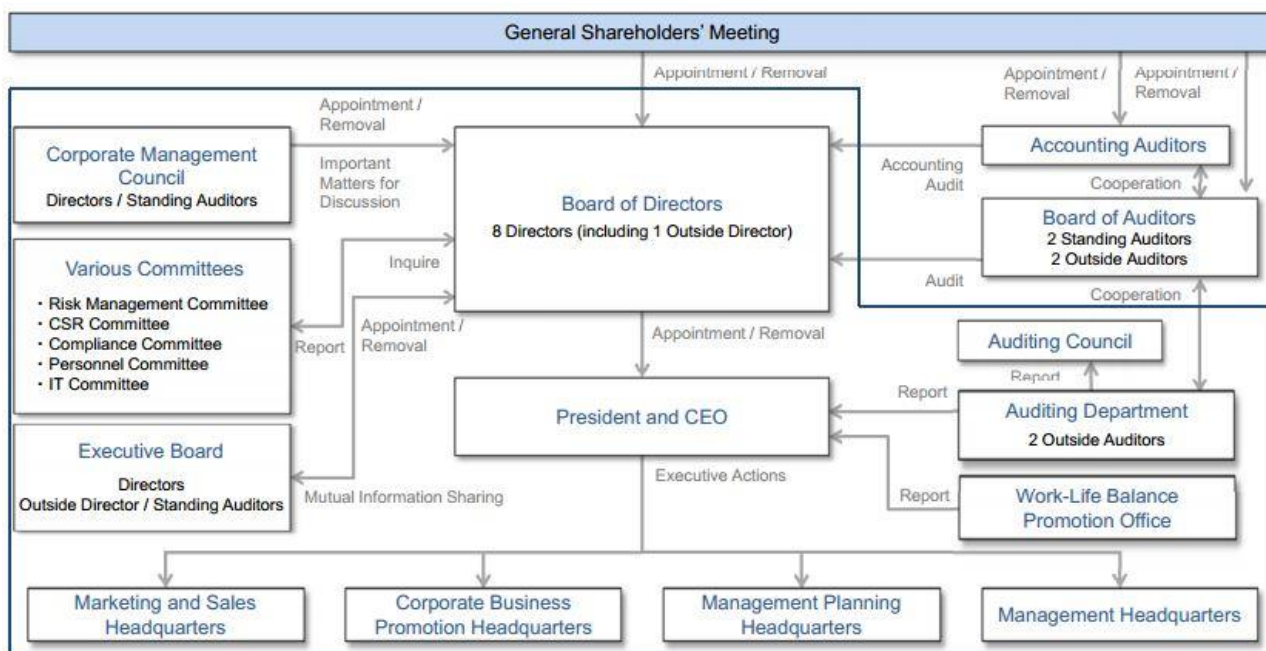 General Shareholders' Meeting
Appointment / Removal
Appointment /
Removal
Appointment /
Removal
Appointment /
Removal
Corporate Management
Council
Directors / Standing Auditors
Important
Matters for
Discussion
Board of Directors
8 Directors (including 1 Outside Director)
Accounting Auditors
Accounting
Audit
Cooperation
Board of Auditors
2 Standing Auditors
2 Outside Auditors
Audit
Cooperation
Various Committees
・Risk Management Committee
・CSR Committee
・Compliance Committee
・Personnel Committee
・IT Committee
Inquire
Report
Appointment /
Removal
Appointment / Removal
Auditing Council
Report
President and CEO
Report
Auditing Department
2 Outside Auditors
Executive Board
Directors
Outside Director / Standing Auditors
Mutual Information Sharing
Executive Actions
Report
Work-Life Balance
Promotion Office
Marketing and Sales
Headquarters
Corporate Business
Promotion Headquarters
Management Planning
Headquarters
Management Headquarters